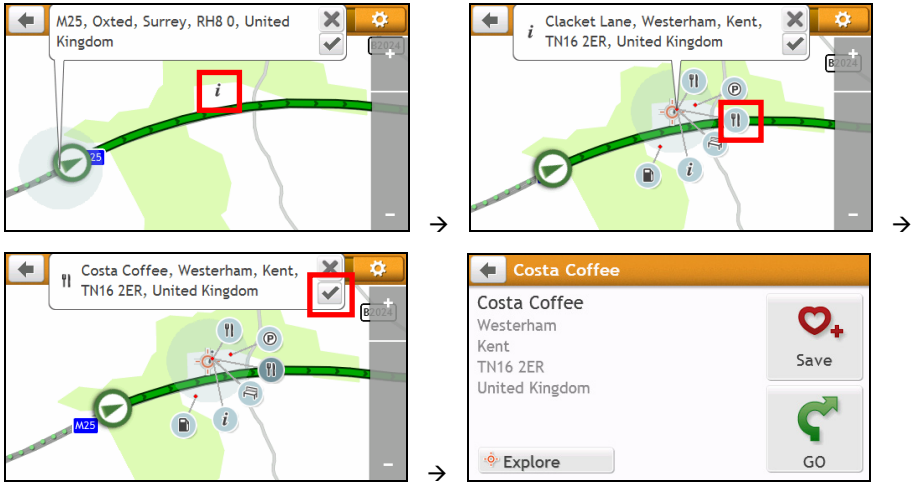 M25, Oxted, Surrey, RH8 0, United
Kingdom
B2024
i
25
→
i Clacket Lane, Westerham, Kent,
TN16 2ER, United Kingdom
B2024
P
i
→
Costa Coffee, Westerham, Kent,
TN16 2ER, United Kingdom
B2024
P
M25
i
→
Costa Coffee
Costa Coffee
Westerham
Kent
TN16 2ER
United Kingdom
Save
Explore
GO